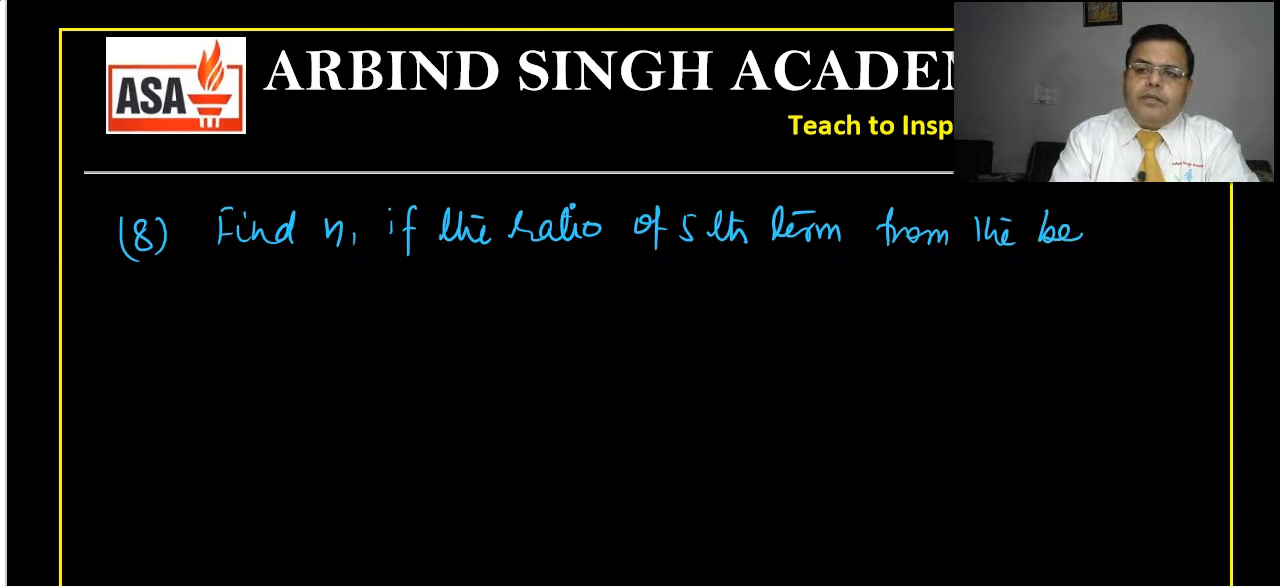 ASA
ARBIND SINGH ACADE
Teach to Insp
(8) Find n, if the ratio of 5th term from the be